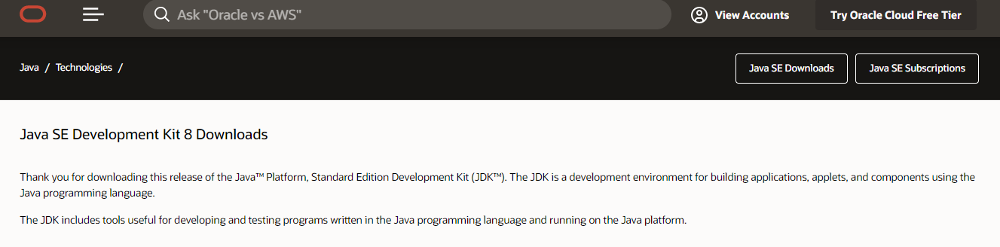 Ask "Oracle vs AWS"
View Accounts
Try Oracle Cloud Free Tier
Java / Technologies /
Java SE Downloads
Java SE Subscriptions
Java SE Development Kit 8 Downloads
Thank you for downloading this release of the Java™ Platform, Standard Edition Development Kit (JDK™). The JDK is a development environment for building applications, applets, and components using the
Java programming language.
The JDK includes tools useful for developing and testing programs written in the Java programming language and running on the Java platform.